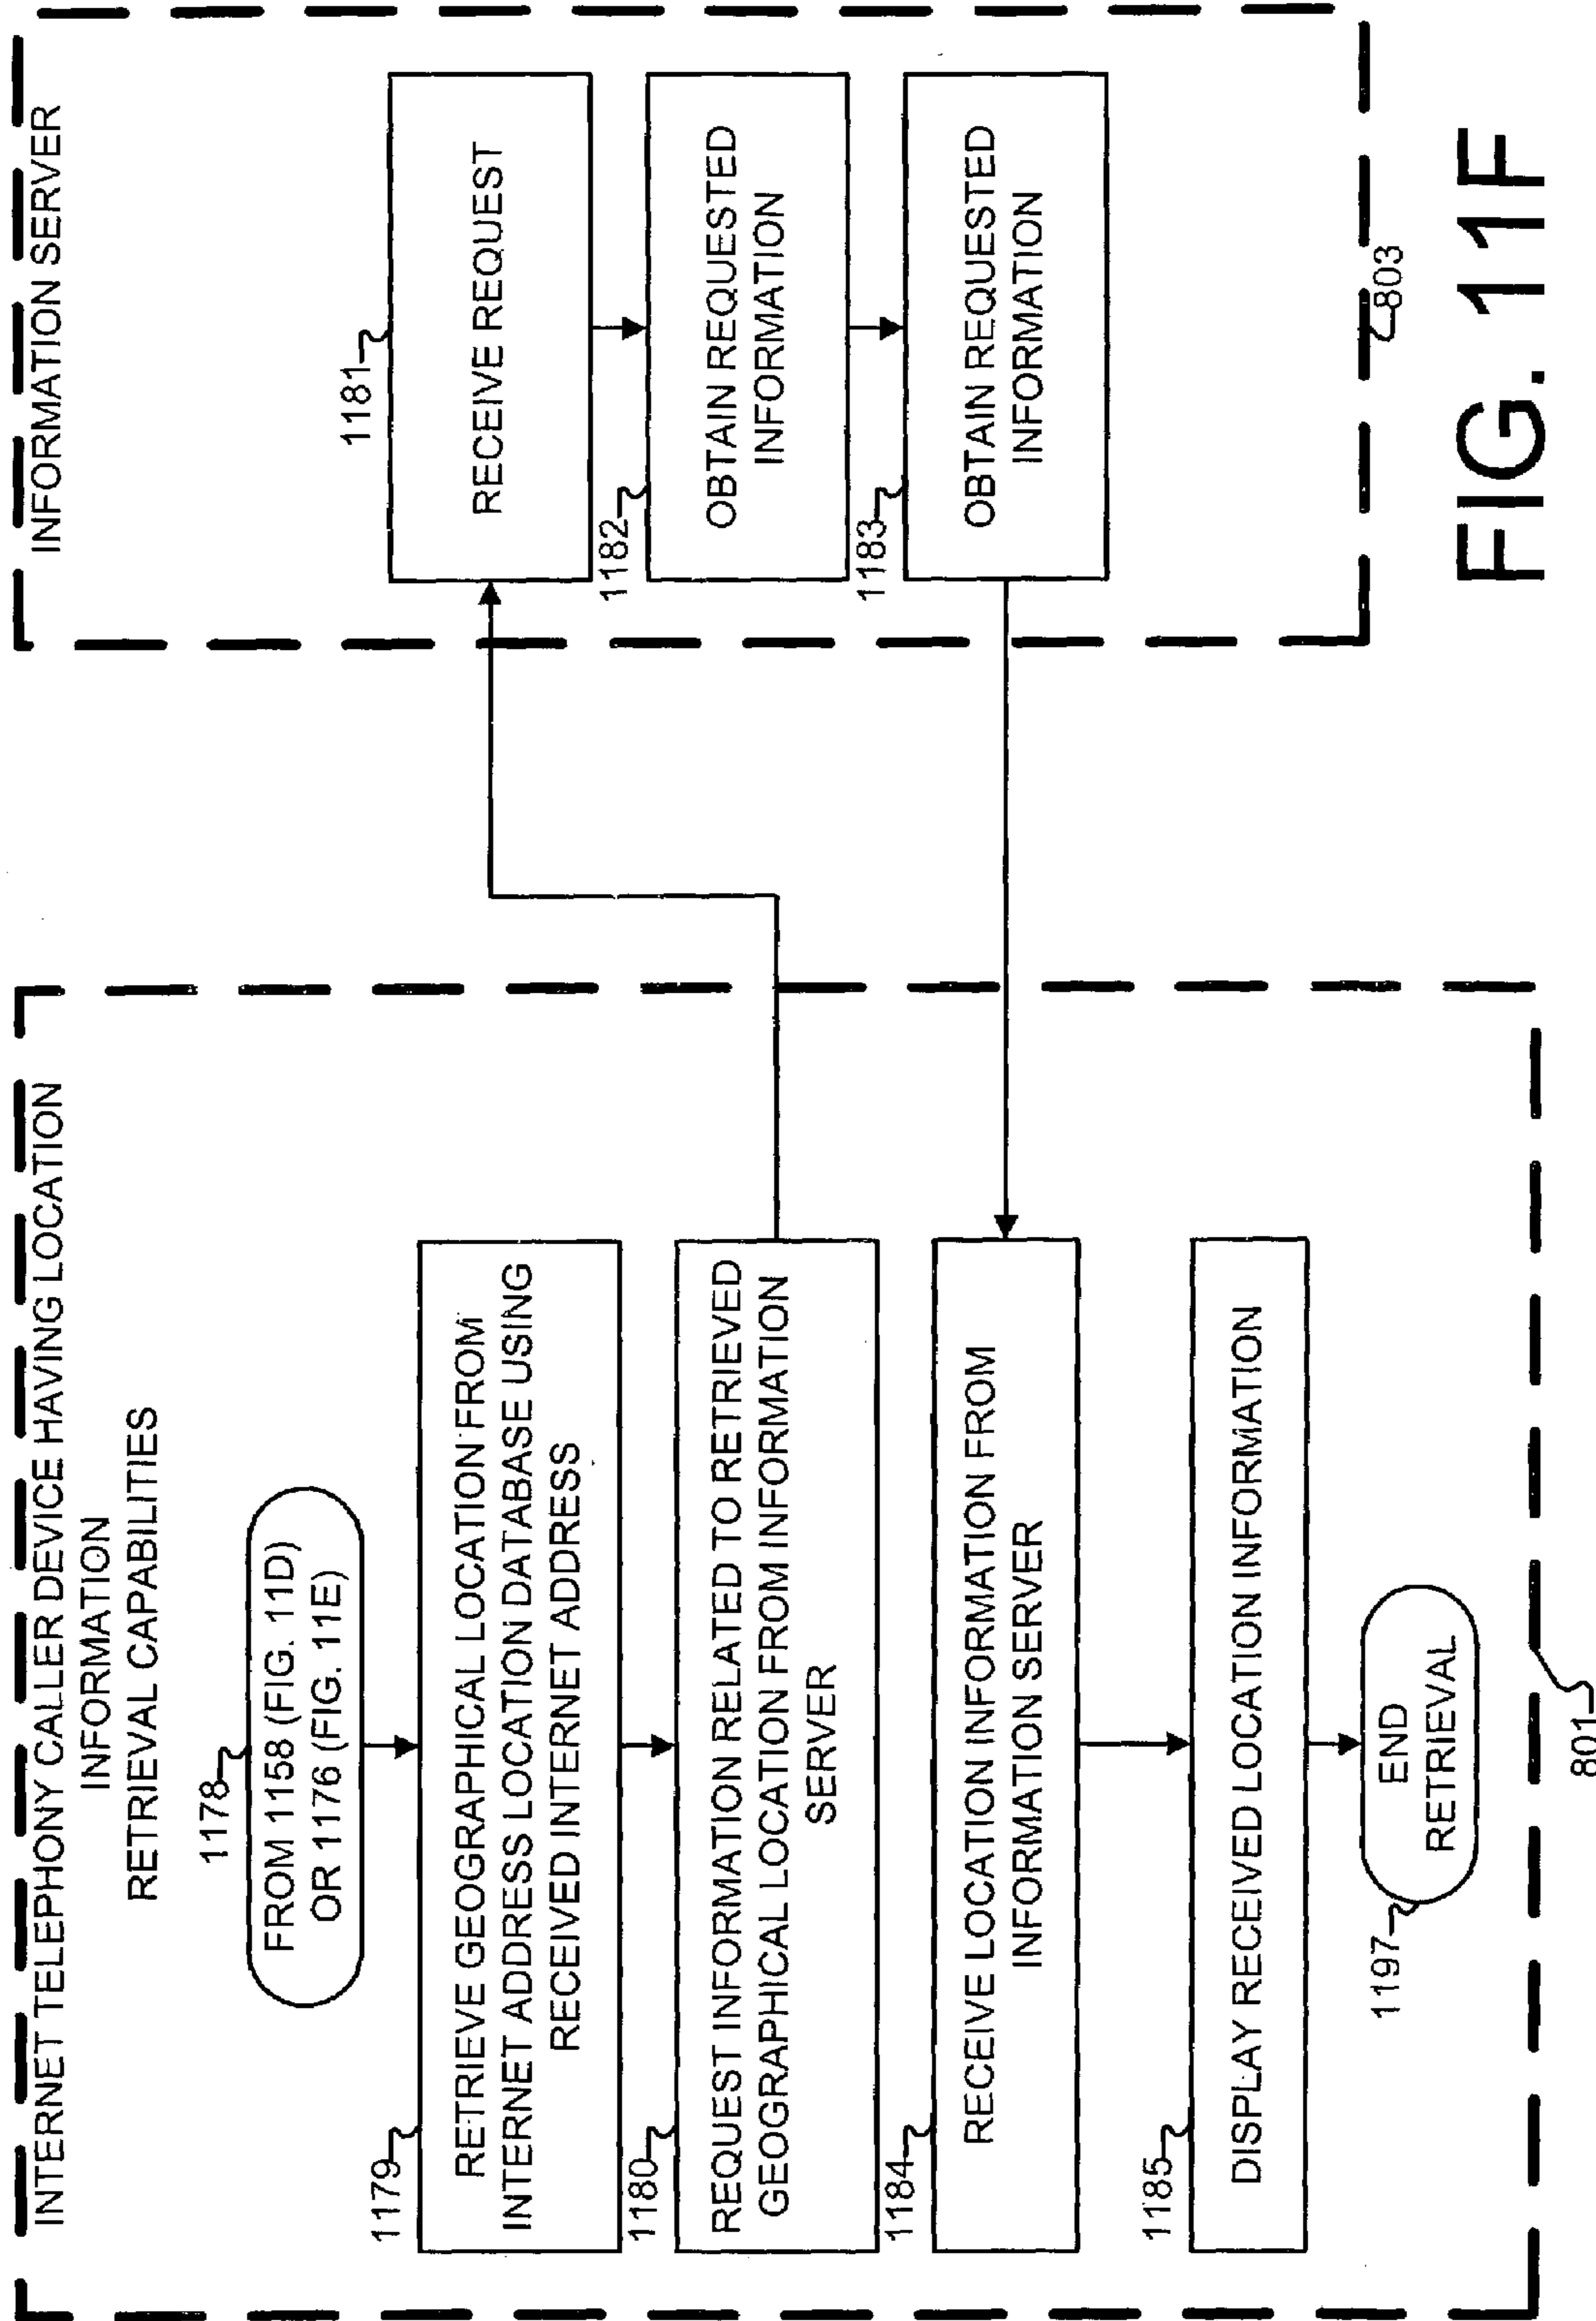 INTERNET TELEPHONY CALLER DEVICE HAVING LOCATION
INFORMATION
RETRIEVAL CAPABILITIES
1178
FROM 1158 (FIG. 11D)
OR 1176 (FIG. 11E)
1179
RETRIEVE GEOGRAPHICAL LOCATION FROM
INTERNET ADDRESS LOCATION DATABASE USING
RECEIVED INTERNET ADDRESS
1180
REQUEST INFORMATION RELATED TO RETRIEVED
GEOGRAPHICAL LOCATION FROM INFORMATION
SERVER
1184
RECEIVE LOCATION INFORMATION FROM
INFORMATION SERVER
1185
DISPLAY RECEIVED LOCATION INFORMATION
1197
END
RETRIEVAL
801
INFORMATION SERVER
1181
RECEIVE REQUEST
1182
OBTAIN REQUESTED
INFORMATION
1183
OBTAIN REQUESTED
INFORMATION
803
FIG. 11F